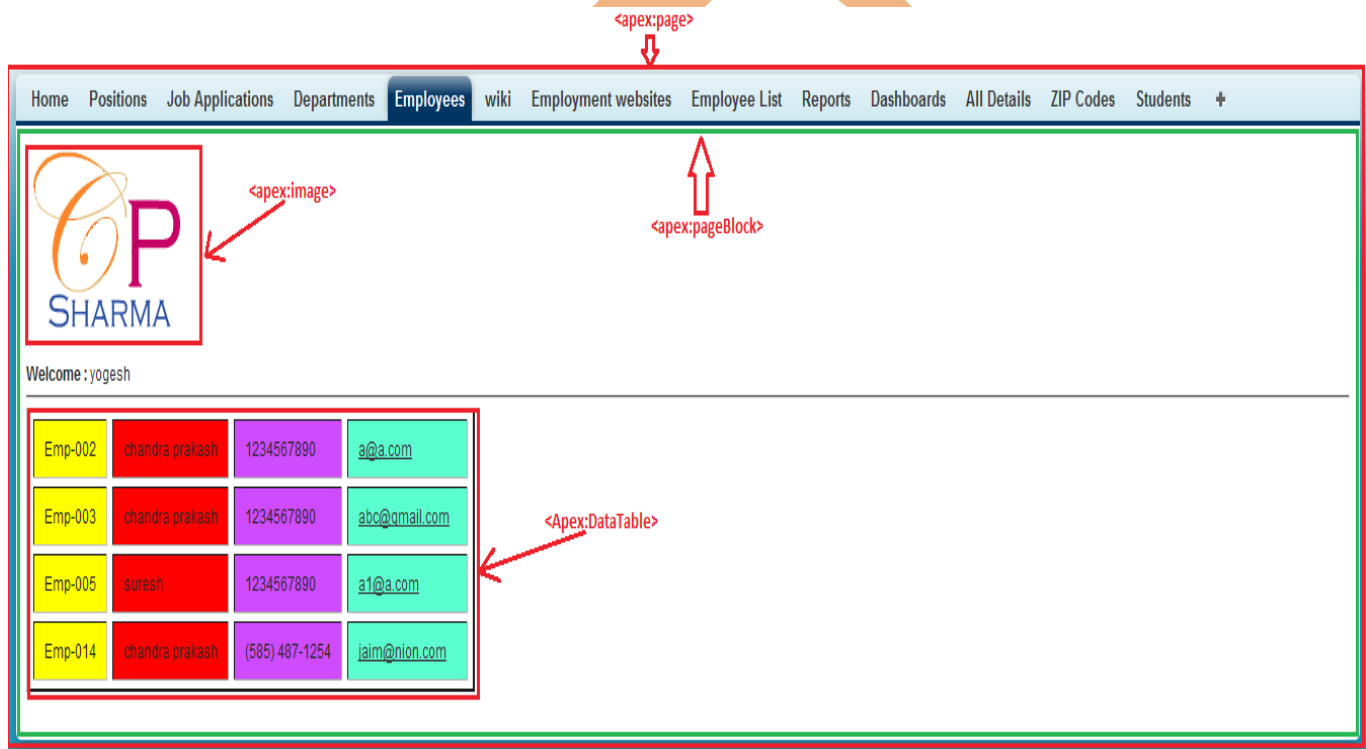 <apex:page>
Home Positions Job Applications Departments Employees wiki Employment websites Employee List Reports Dashboards All Details ZIP Codes Students +
<apex:image>
CP
SHARMA
<apex:pageBlock>
Welcome : yogesh
Emp-002 chandra prakash 1234567890 a@a.com
Emp-003 chandra prakash 1234567890 abc@gmail.com
<Apex:DataTable>
Emp-005 suresh 1234567890 a1@a.com
Emp-014 chandra prakash (585) 487-1254 jaim@nion.com